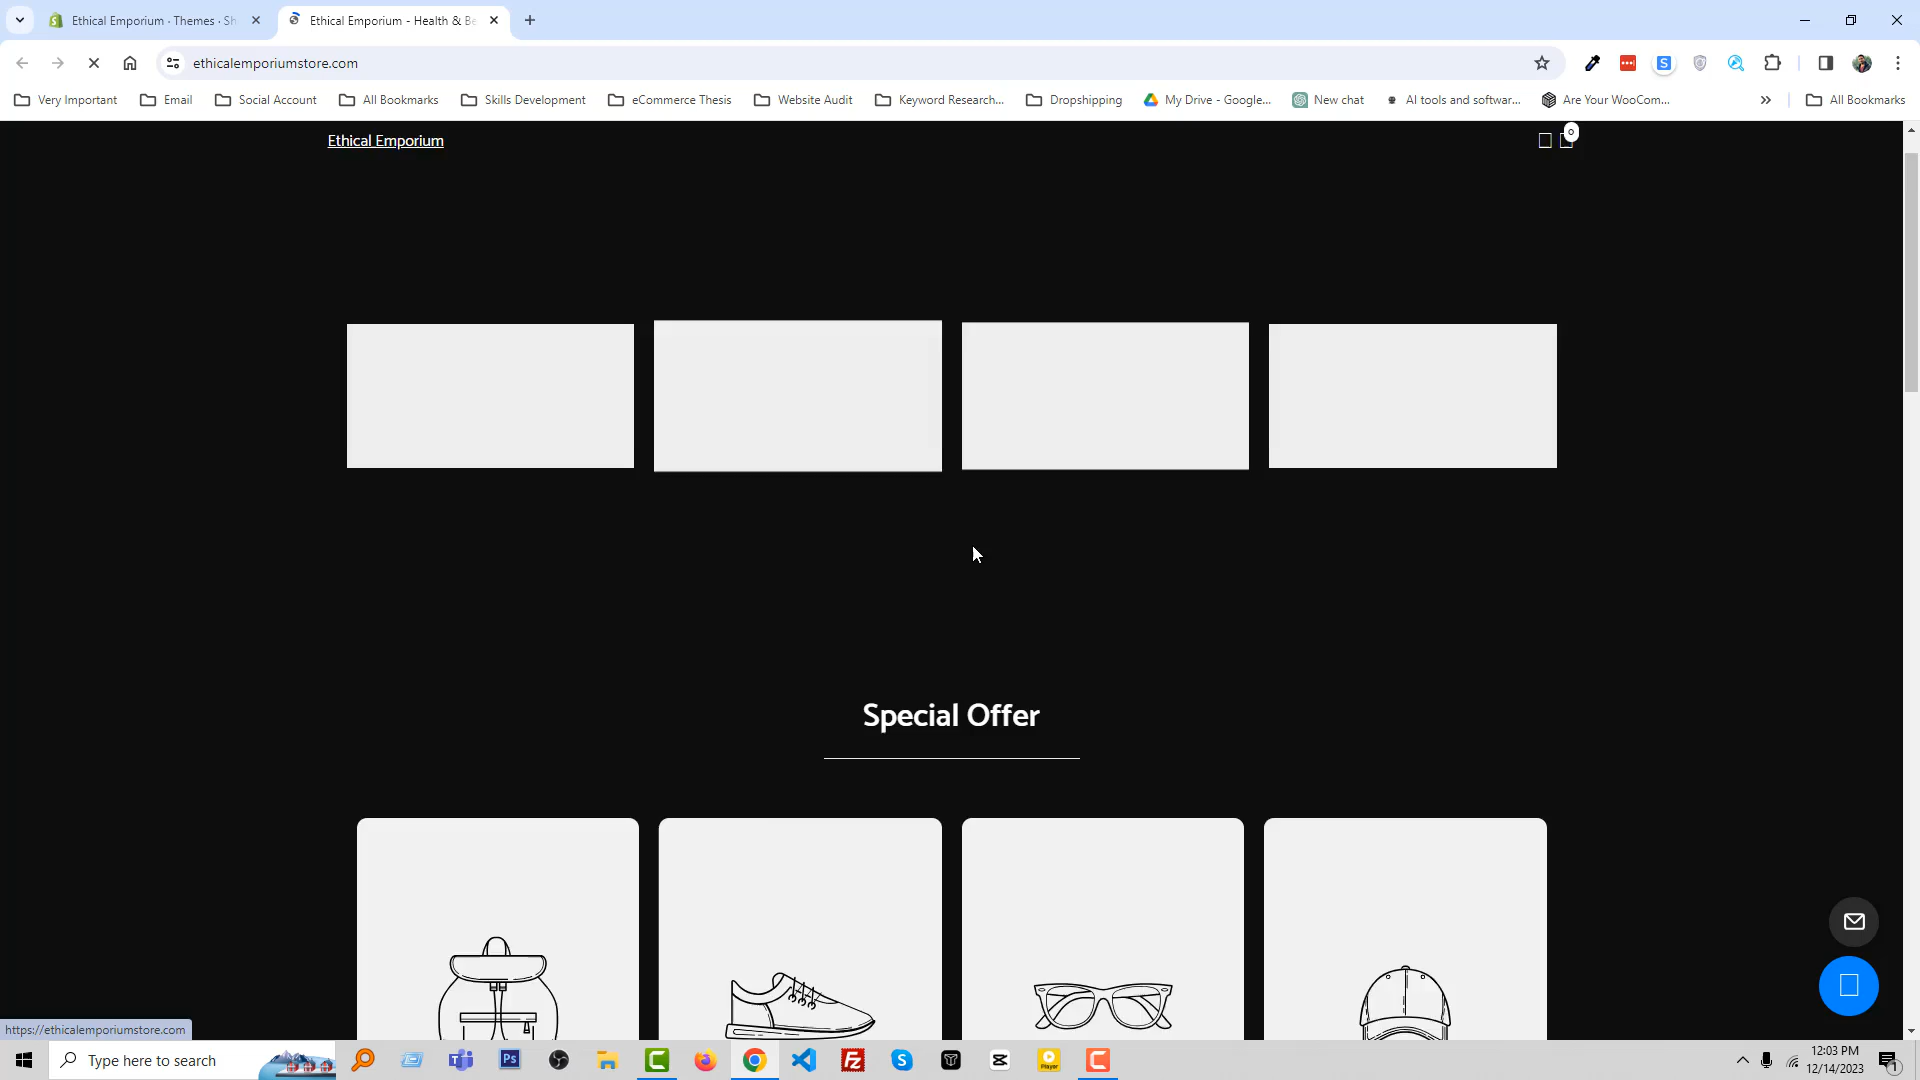 Ethical Emporium · Themes · Sh
Ethical Emporium - Health & Be
ethicalemporiumstore.com
S
Very Important
Email
Social Account
All Bookmarks
Skills Development
eCommerce Thesis
Website Audit
Keyword Research...
Dropshipping
My Drive - Google...
New chat
AI tools and softwar...
Are Your WooCom...
All Bookmarks
Ethical Emporium
0
Special Offer
https://ethicalemporiumstore.com
Type here to search
Ps
Player
12:03 PM
12/14/2023
1